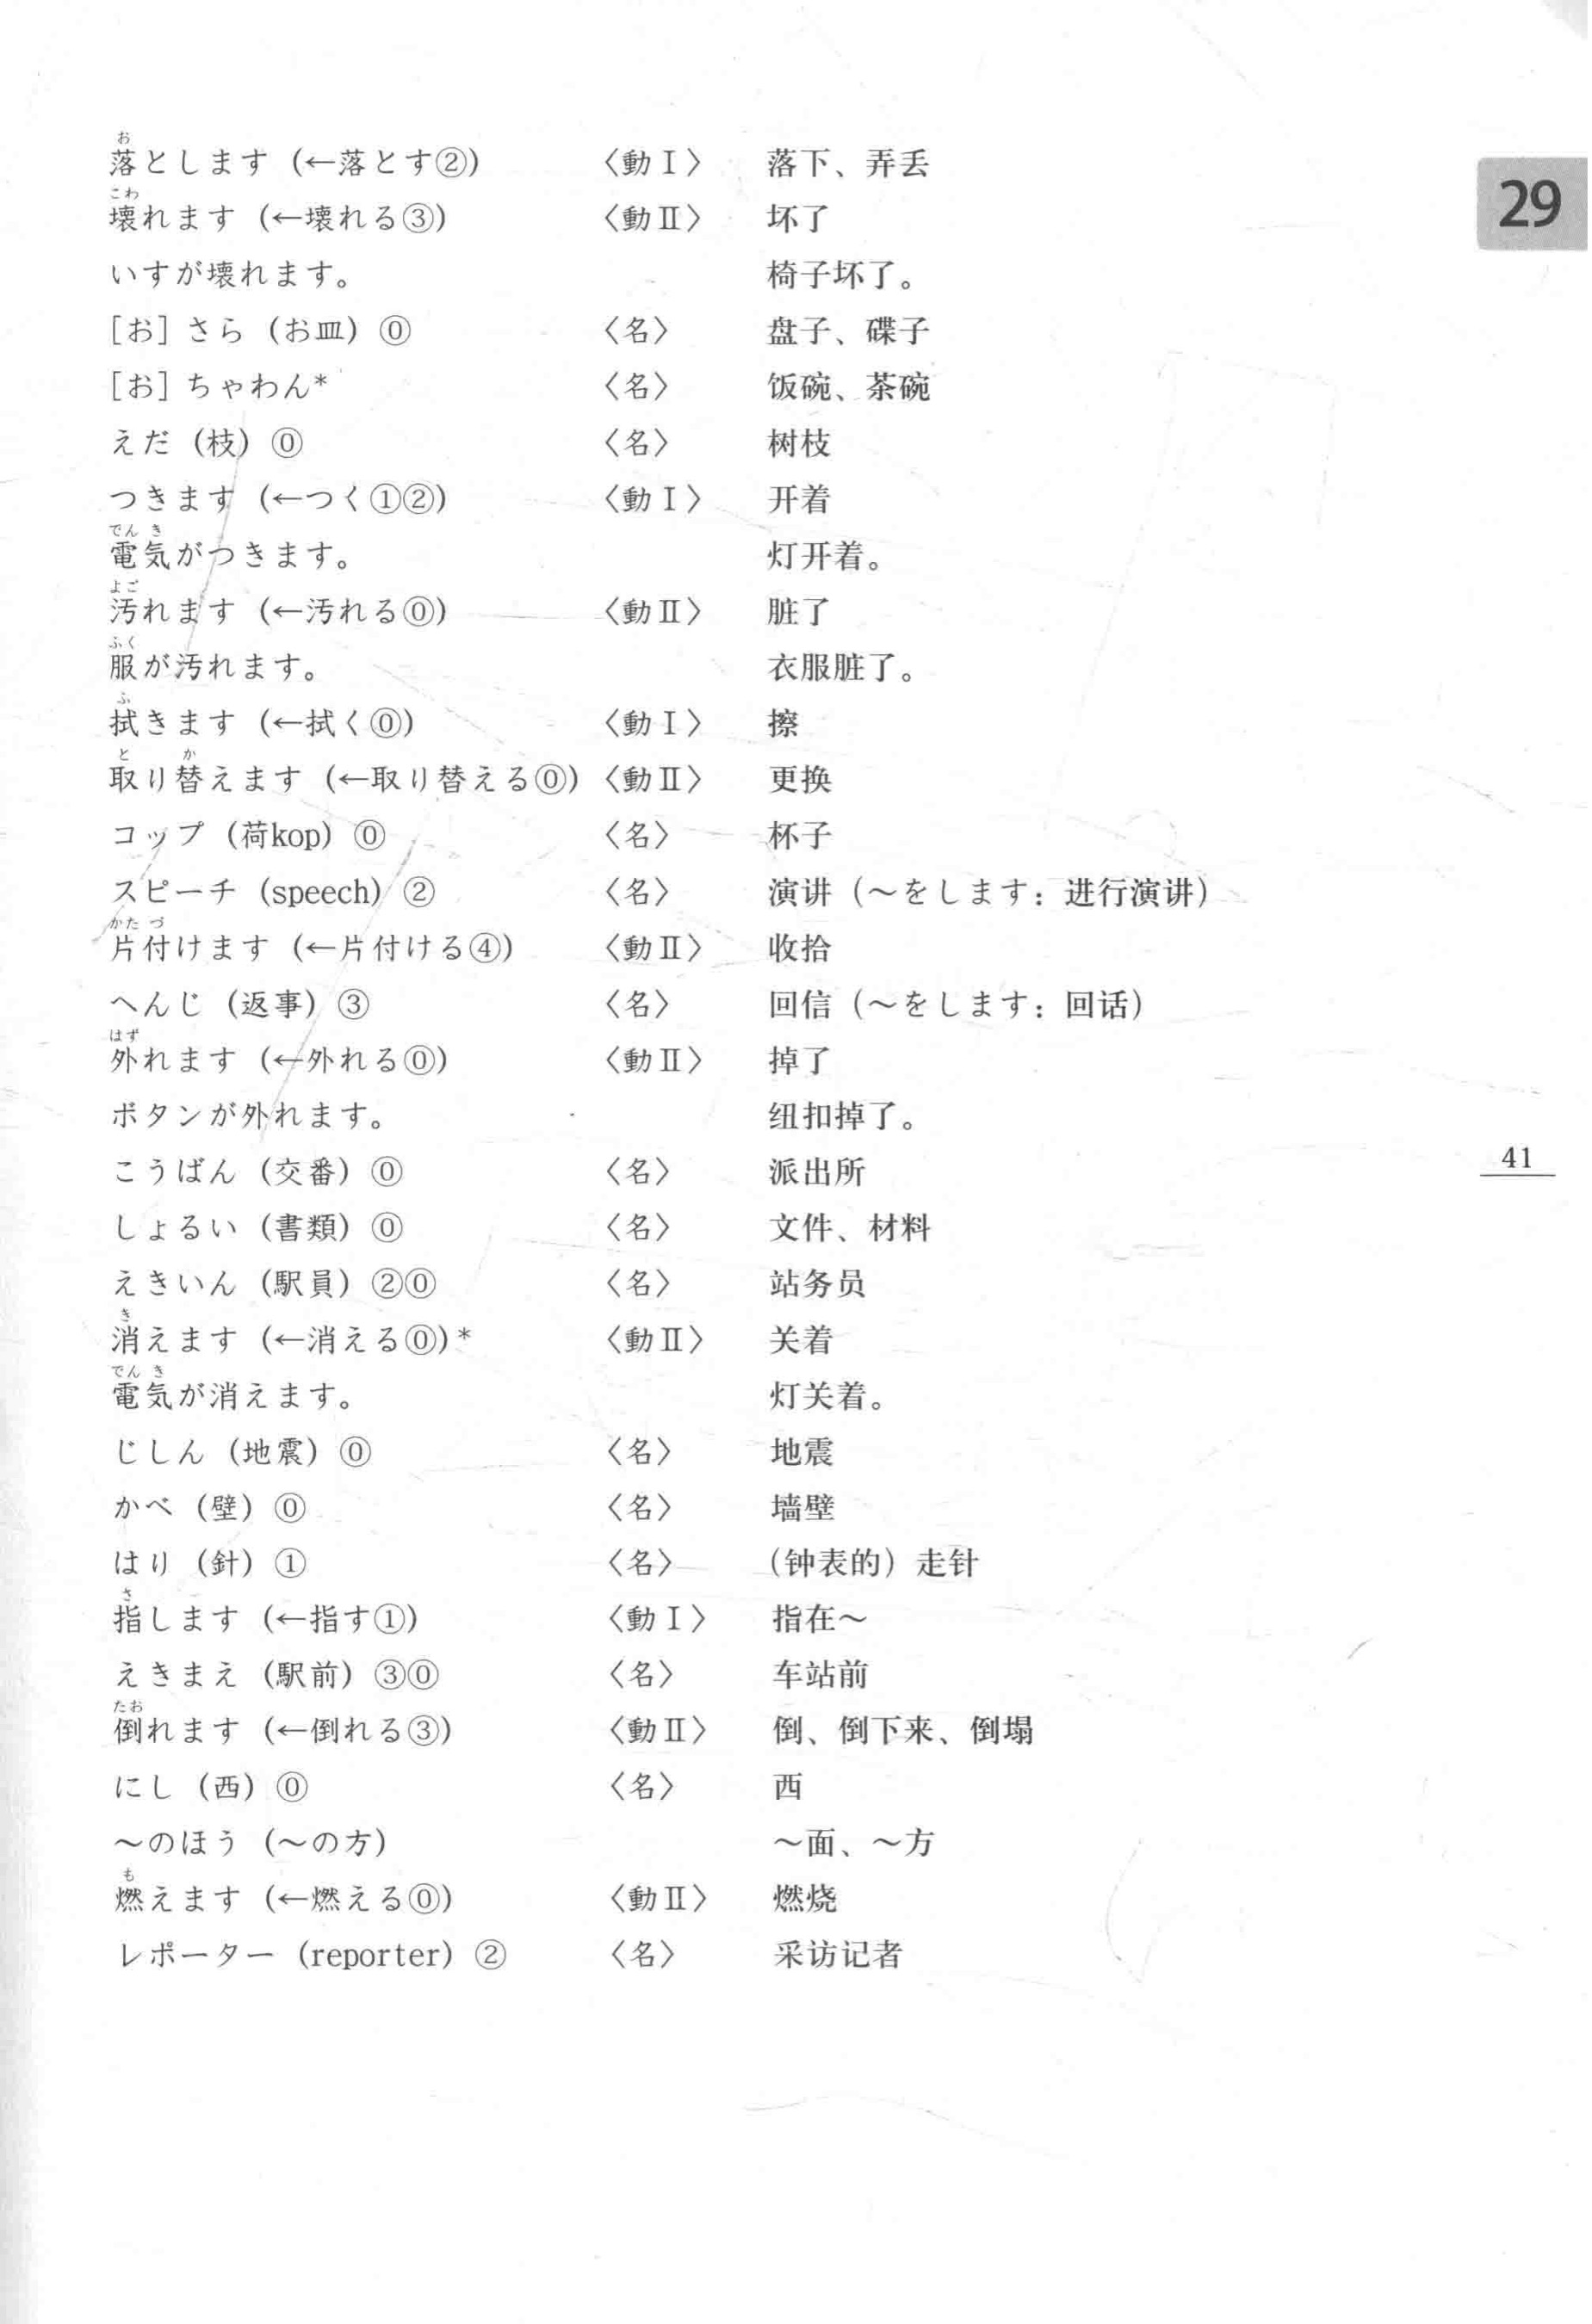 落とします（←落とす②） 〈動Ⅰ〉 落下、弄丢
壊れます（←壊れる③） 〈動Ⅱ〉 坏了
いすが壊れます。 椅子坏了。
［お］さら（お皿）⓪ 〈名〉 盘子、碟子
［お］ちゃわん* 〈名〉 饭碗、茶碗
えだ（枝）⓪ 〈名〉 树枝
つきます（←つく①②） 〈動Ⅰ〉 开着
電気がつきます。 灯开着。
汚れます（←汚れる⓪） 〈動Ⅱ〉 脏了
服が汚れます。 衣服脏了。
拭きます（←拭く⓪） 〈動Ⅰ〉 擦
取り替えます（←取り替える⓪） 〈動Ⅱ〉 更换
コップ（荷kop）⓪ 〈名〉 杯子
スピーチ（speech）② 〈名〉 演讲（～をします：进行演讲）
片付けます（←片付ける④） 〈動Ⅱ〉 收拾
へんじ（返事）③ 〈名〉 回信（～をします：回话）
外れます（←外れる⓪） 〈動Ⅱ〉 掉了
ボタンが外れます。 纽扣掉了。
こうばん（交番）⓪ 〈名〉 派出所
しょるい（書類）⓪ 〈名〉 文件、材料
えきいん（駅員）②⓪ 〈名〉 站务员
消えます（←消える⓪）* 〈動Ⅱ〉 关着
電気が消えます。 灯关着。
じしん（地震）⓪ 〈名〉 地震
かべ（壁）⓪ 〈名〉 墙壁
はり（針）① 〈名〉 （钟表的）走针
指します（←指す①） 〈動Ⅰ〉 指在～
えきまえ（駅前）③⓪ 〈名〉 车站前
倒れます（←倒れる③） 〈動Ⅱ〉 倒、倒下来、倒塌
にし（西）⓪ 〈名〉 西
～のほう（～の方） ～面、～方
燃えます（←燃える⓪） 〈動Ⅱ〉 燃烧
レポーター（reporter）② 〈名〉 采访记者
29
41